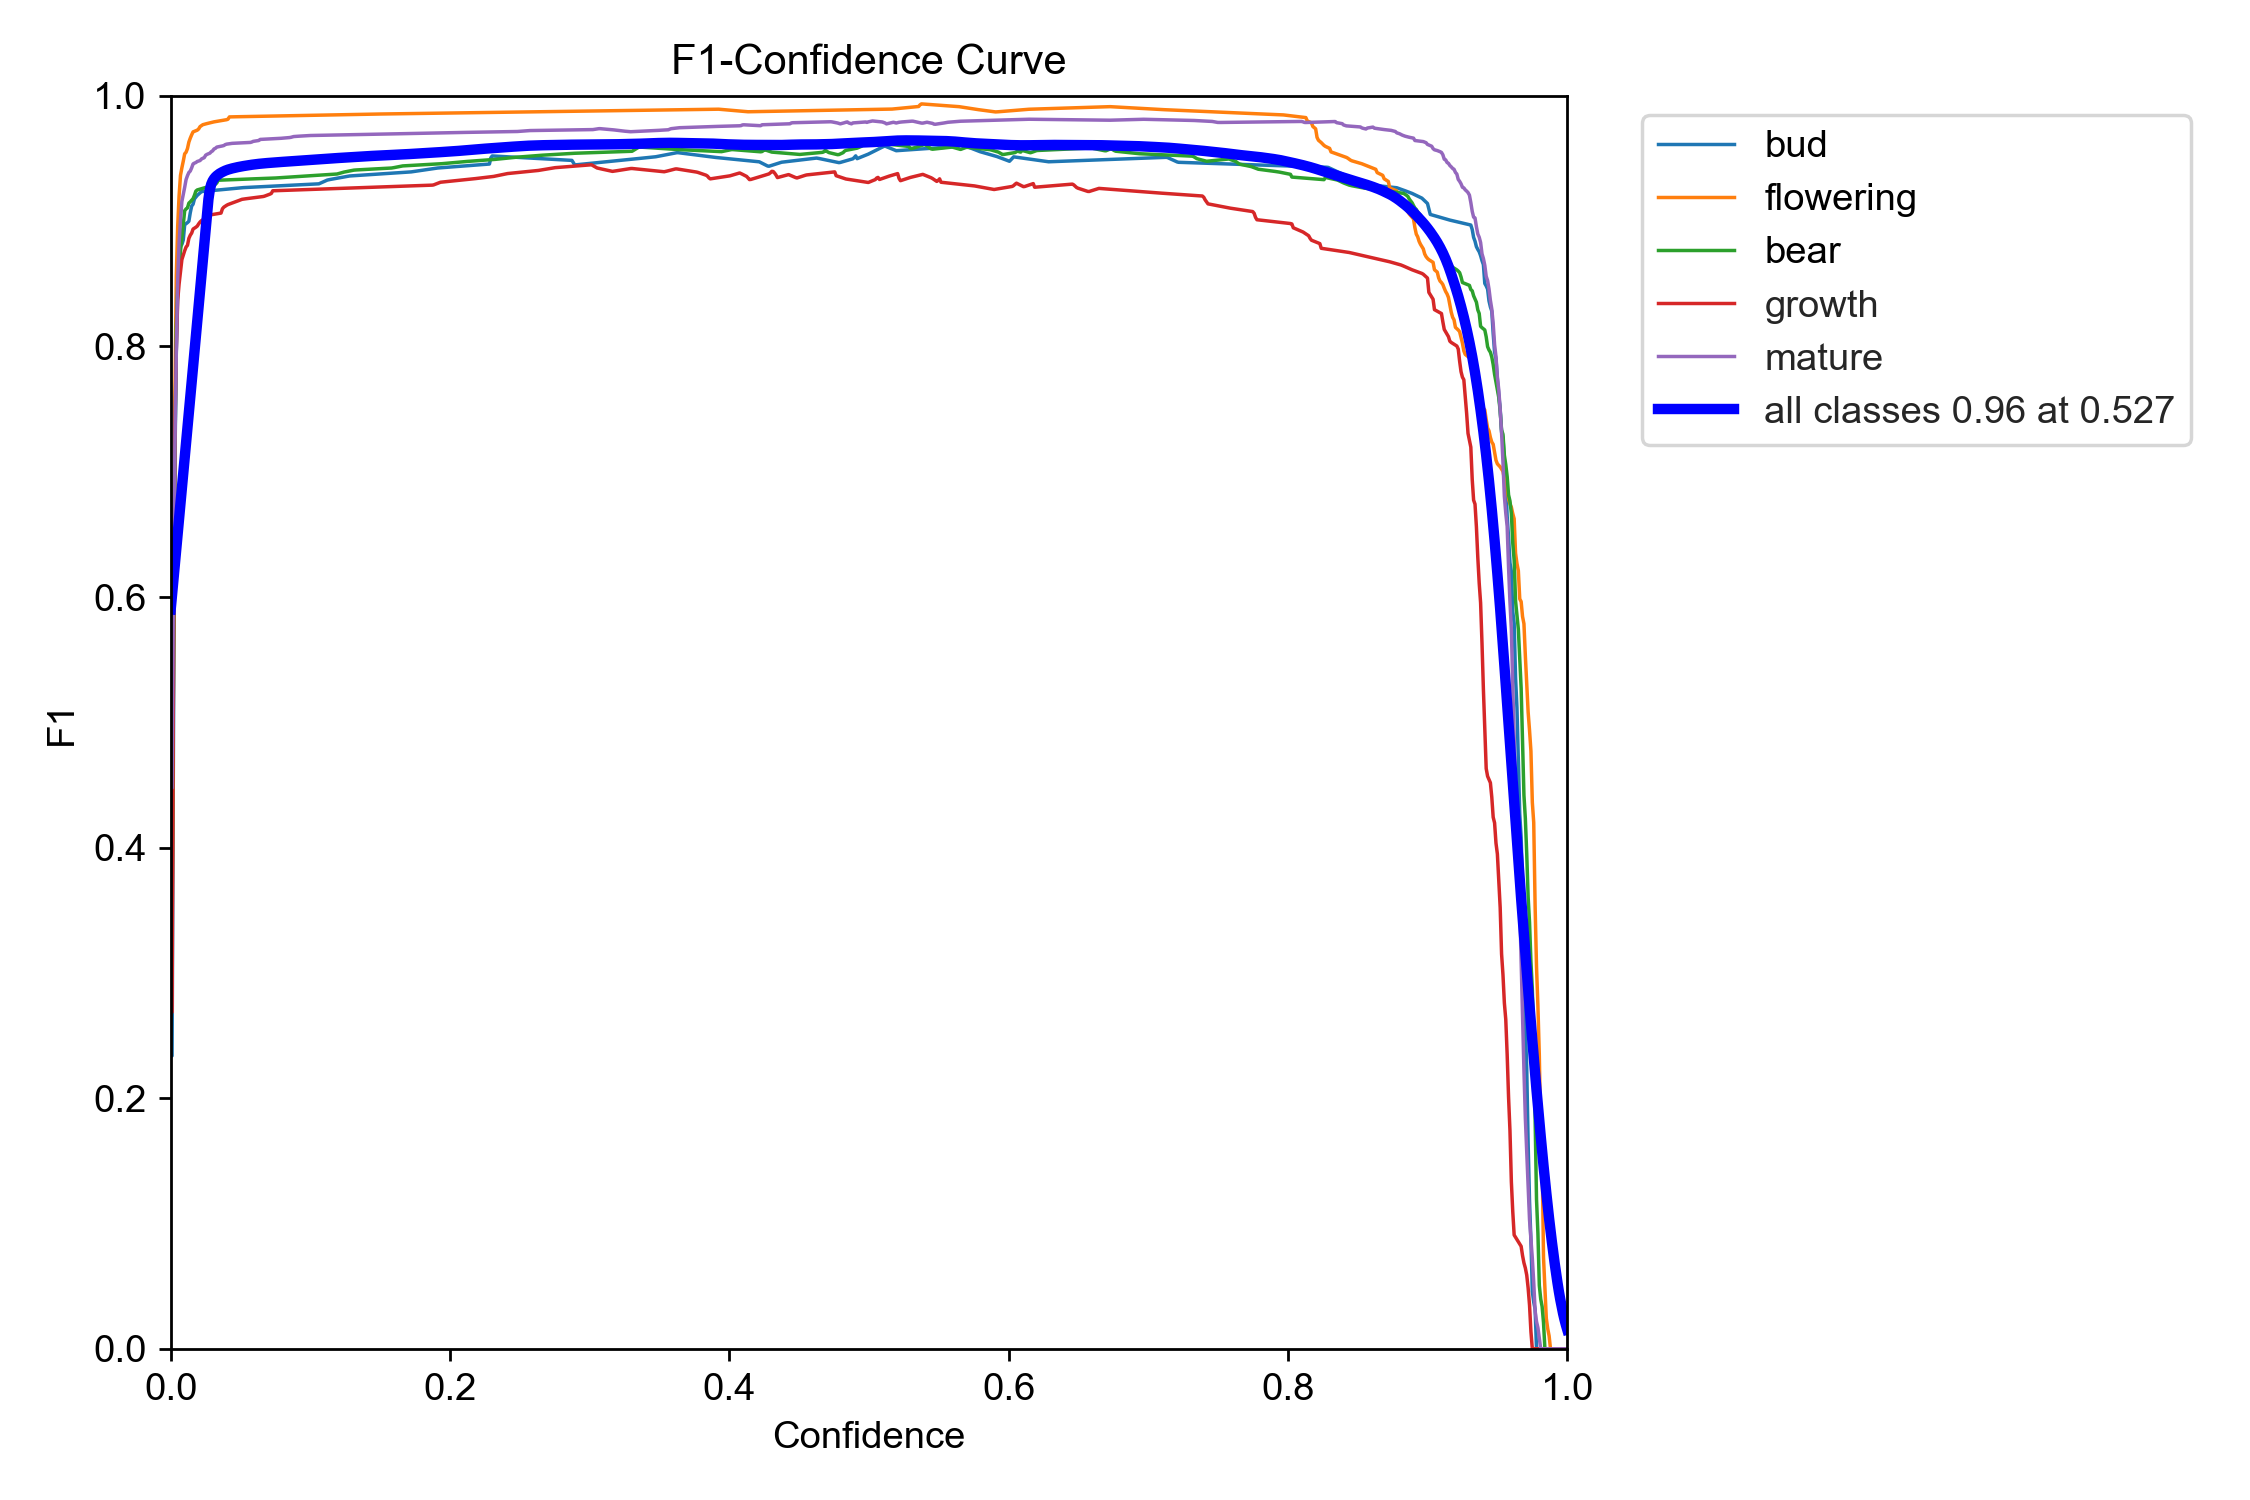 F1-Confidence Curve
1.0
0.8
0.6
0.4
0.2
0.0
F1
0.0 0.2 0.4 0.6 0.8 1.0
Confidence
bud
flowering
bear
growth
mature
all classes 0.96 at 0.527